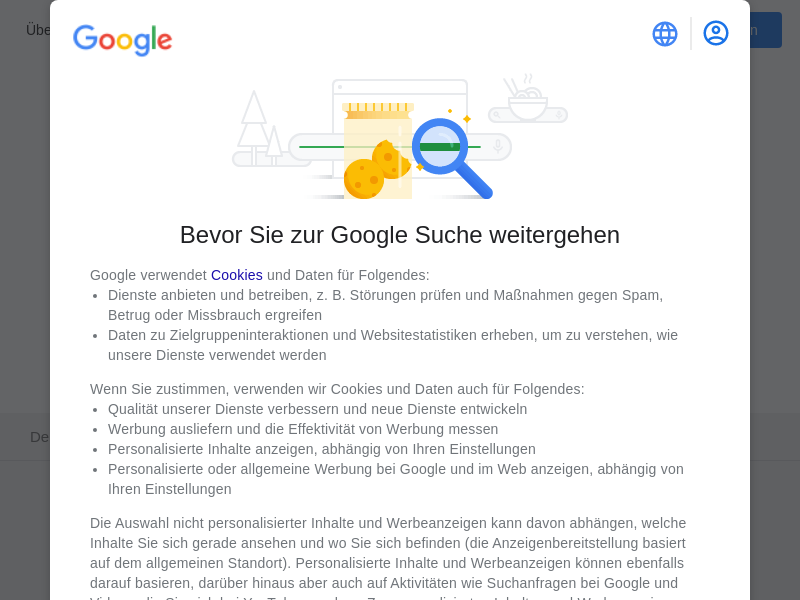 Übe
Google
n
Bevor Sie zur Google Suche weitergehen
Google verwendet Cookies und Daten für Folgendes:
• Dienste anbieten und betreiben, z. B. Störungen prüfen und Maßnahmen gegen Spam,
Betrug oder Missbrauch ergreifen
• Daten zu Zielgruppeninteraktionen und Websitestatistiken erheben, um zu verstehen, wie
unsere Dienste verwendet werden
Wenn Sie zustimmen, verwenden wir Cookies und Daten auch für Folgendes:
• Qualität unserer Dienste verbessern und neue Dienste entwickeln
• Werbung ausliefern und die Effektivität von Werbung messen
De
• Personalisierte Inhalte anzeigen, abhängig von Ihren Einstellungen
• Personalisierte oder allgemeine Werbung bei Google und im Web anzeigen, abhängig von
Ihren Einstellungen
Die Auswahl nicht personalisierter Inhalte und Werbeanzeigen kann davon abhängen, welche
Inhalte Sie sich gerade ansehen und wo Sie sich befinden (die Anzeigenbereitstellung basiert
auf dem allgemeinen Standort). Personalisierte Inhalte und Werbeanzeigen können ebenfalls
darauf basieren, darüber hinaus aber auch auf Aktivitäten wie Suchanfragen bei Google und